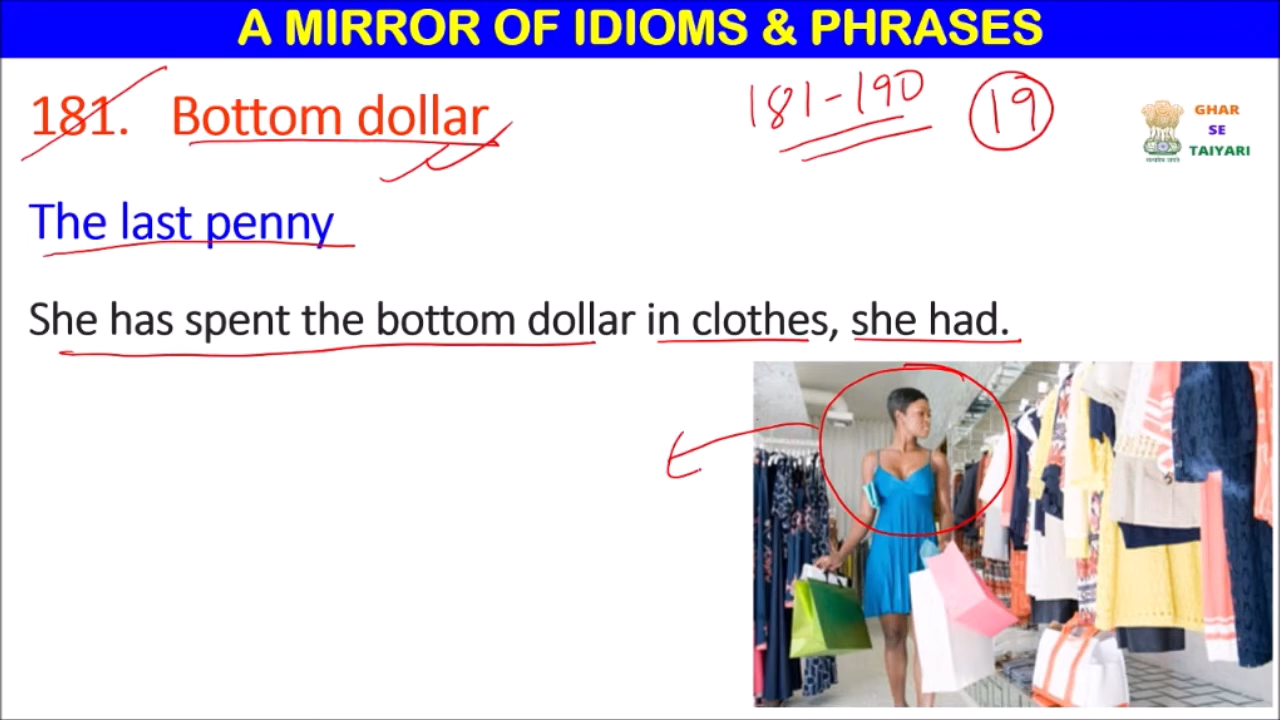 A MIRROR OF IDIOMS & PHRASES
181. Bottom dollar
181-190 19
GHAR
SE
TAIYARI
The last penny
She has spent the bottom dollar in clothes, she had.